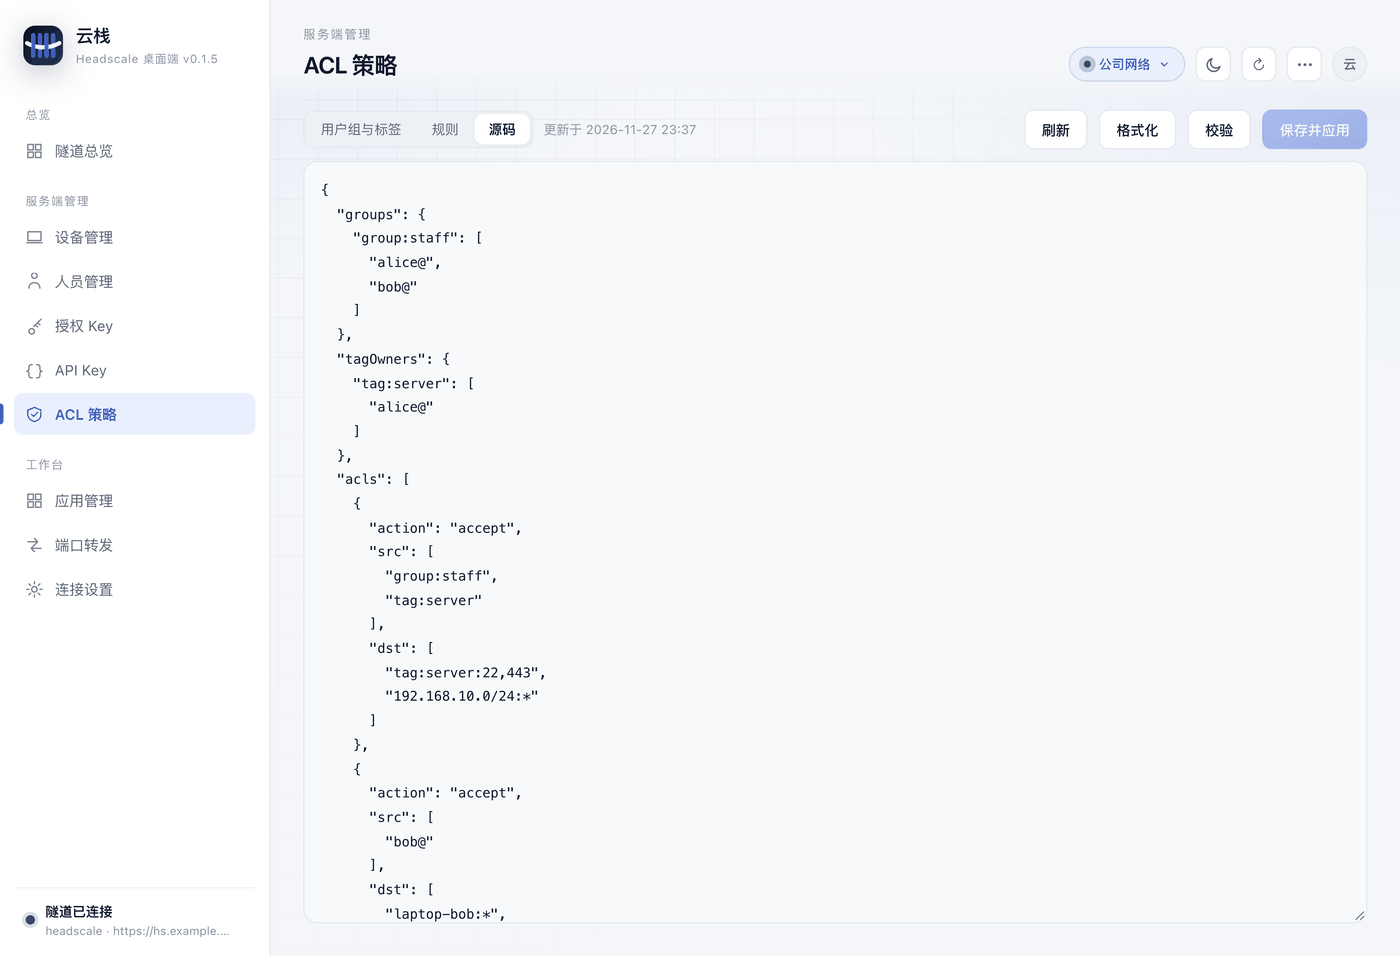 云栈
Headscale 桌面端 v0.1.5
总览
隧道总览
服务端管理
设备管理
人员管理
授权 Key
API Key
ACL 策略
工作台
应用管理
端口转发
连接设置
隧道已连接
headscale · https://hs.example....
服务端管理
ACL 策略
公司网络
云
用户组与标签 规则 源码 更新于 2026-11-27 23:37
刷新 格式化 校验 保存并应用
{
  "groups": {
    "group:staff": [
      "alice@",
      "bob@"
    ]
  },
  "tagOwners": {
    "tag:server": [
      "alice@"
    ]
  },
  "acls": [
    {
      "action": "accept",
      "src": [
        "group:staff",
        "tag:server"
      ],
      "dst": [
        "tag:server:22,443",
        "192.168.10.0/24:*"
      ]
    },
    {
      "action": "accept",
      "src": [
        "bob@"
      ],
      "dst": [
        "laptop-bob:*",